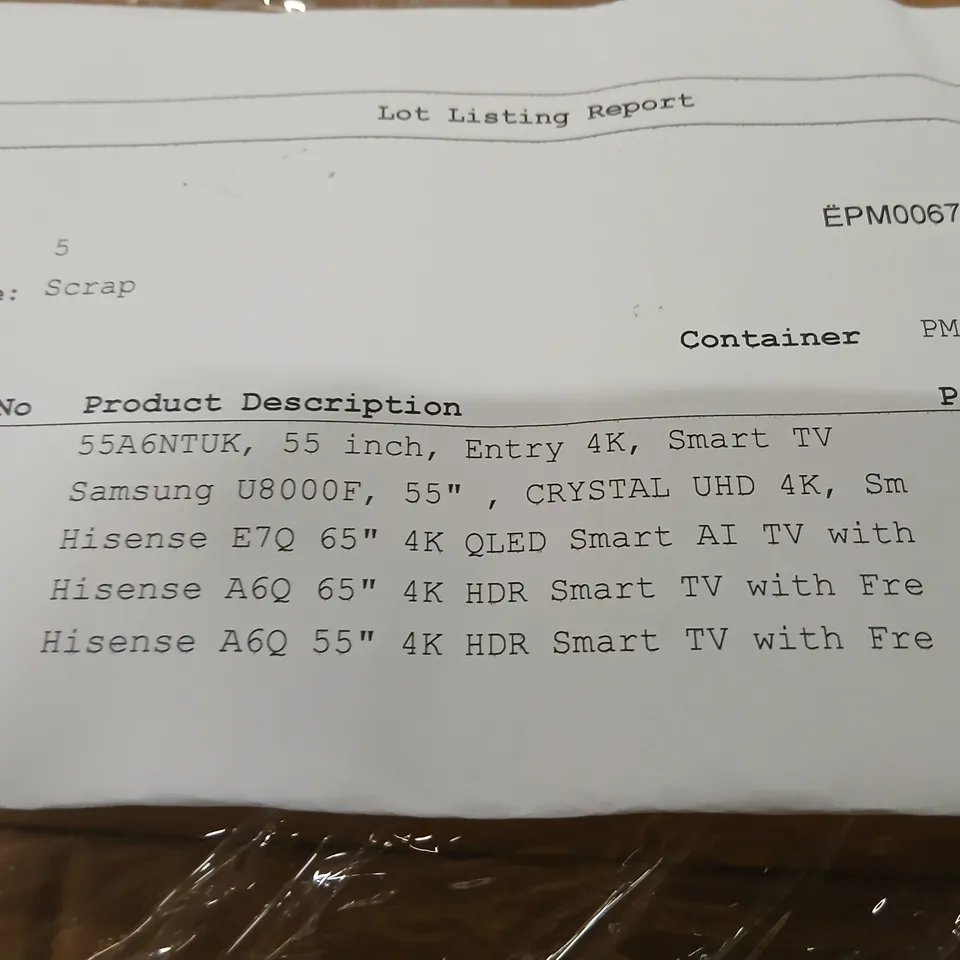 Lot Listing Report
ËPM0067
5
e: Scrap
Container PM
No Product Description P
55A6NTUK, 55 inch, Entry 4K, Smart TV
Samsung U8000F, 55" , CRYSTAL UHD 4K, Sm
Hisense E7Q 65" 4K QLED Smart AI TV with
Hisense A6Q 65" 4K HDR Smart TV with Fre
Hisense A6Q 55" 4K HDR Smart TV with Fre